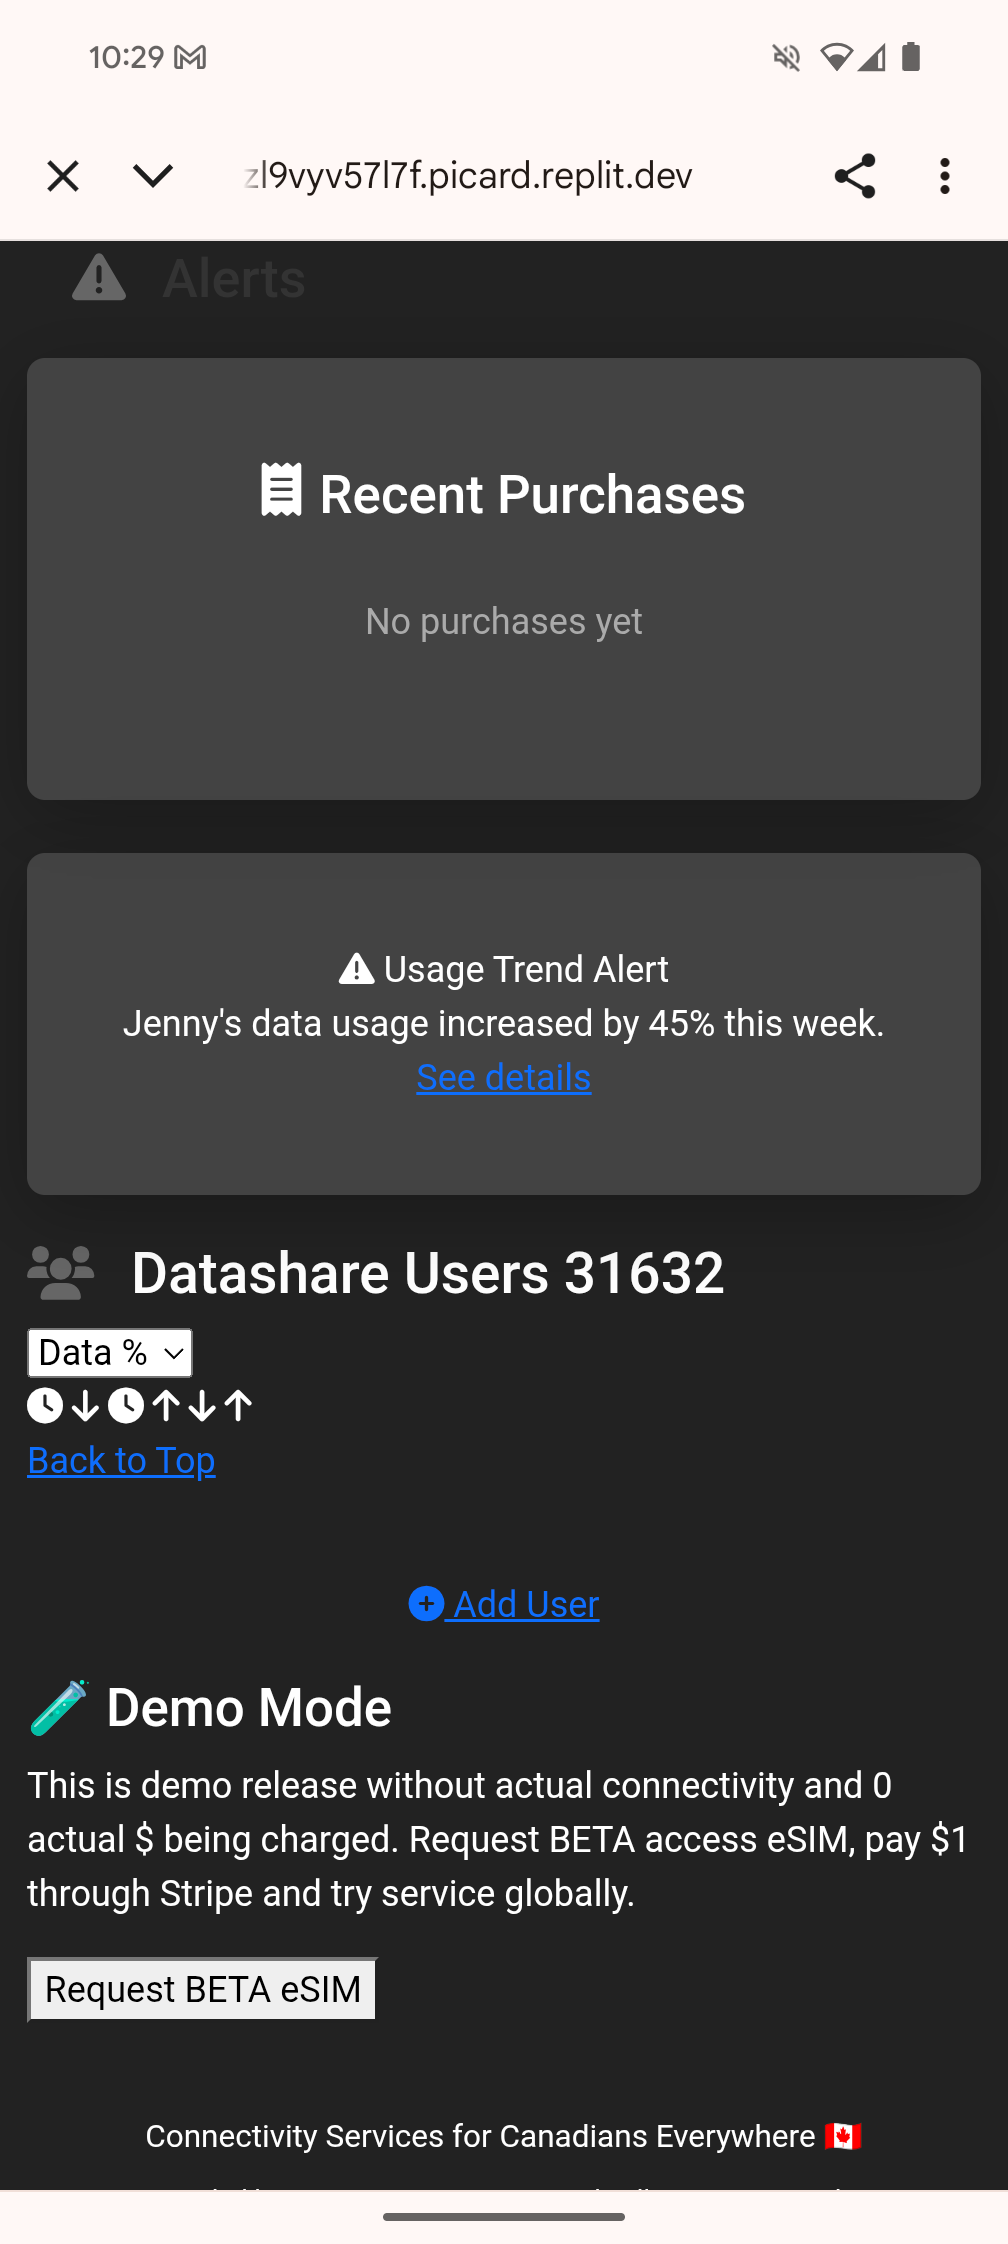 10:29
zl9vyv57l7f.picard.replit.dev
Alerts
Recent Purchases
No purchases yet
Usage Trend Alert
Jenny's data usage increased by 45% this week.
See details
Datashare Users 31632
Data %
Back to Top
Add User
Demo Mode
This is demo release without actual connectivity and 0
actual $ being charged. Request BETA access eSIM, pay $1
through Stripe and try service globally.
Request BETA eSIM
Connectivity Services for Canadians Everywhere 🇨🇦